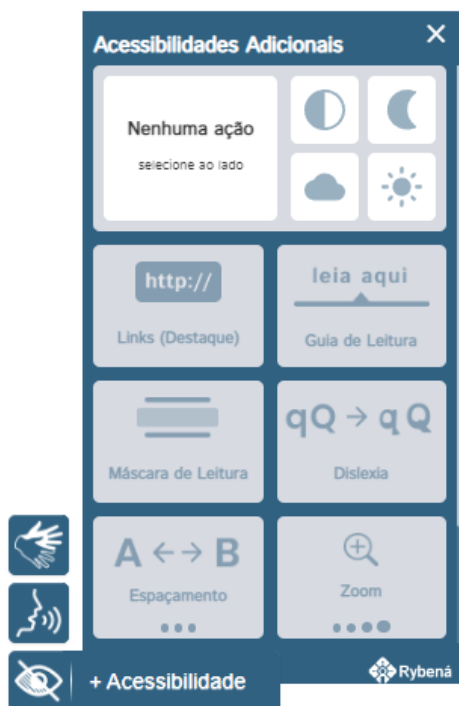 Acessibilidades Adicionais
Nenhuma ação
selecione ao lado
http://
Links (Destaque)
leia aqui
Guia de Leitura
Máscara de Leitura
qQ → qQ
Dislexia
A ←→ B
Espaçamento
Zoom
+ Acessibilidade
Rybená